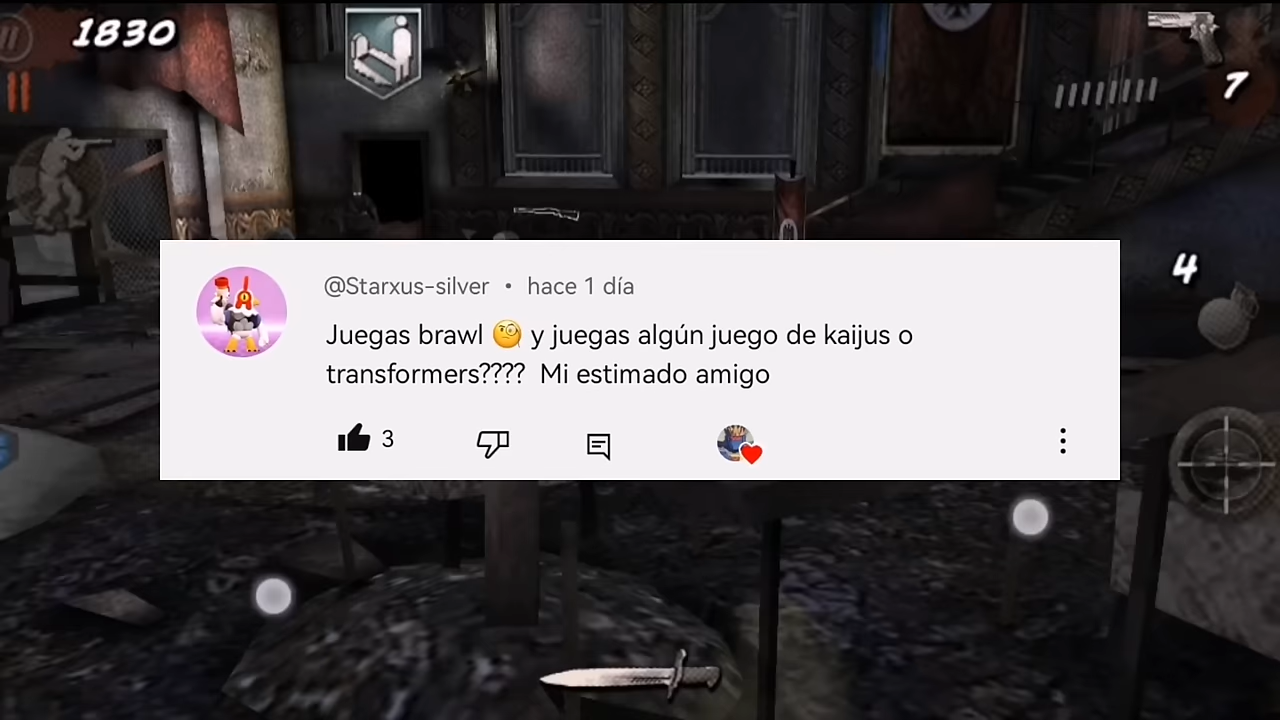 1830
7
4
@Starxus-silver • hace 1 día
Juegas brawl 🧐 y juegas algún juego de kaijus o
transformers???? Mi estimado amigo
3